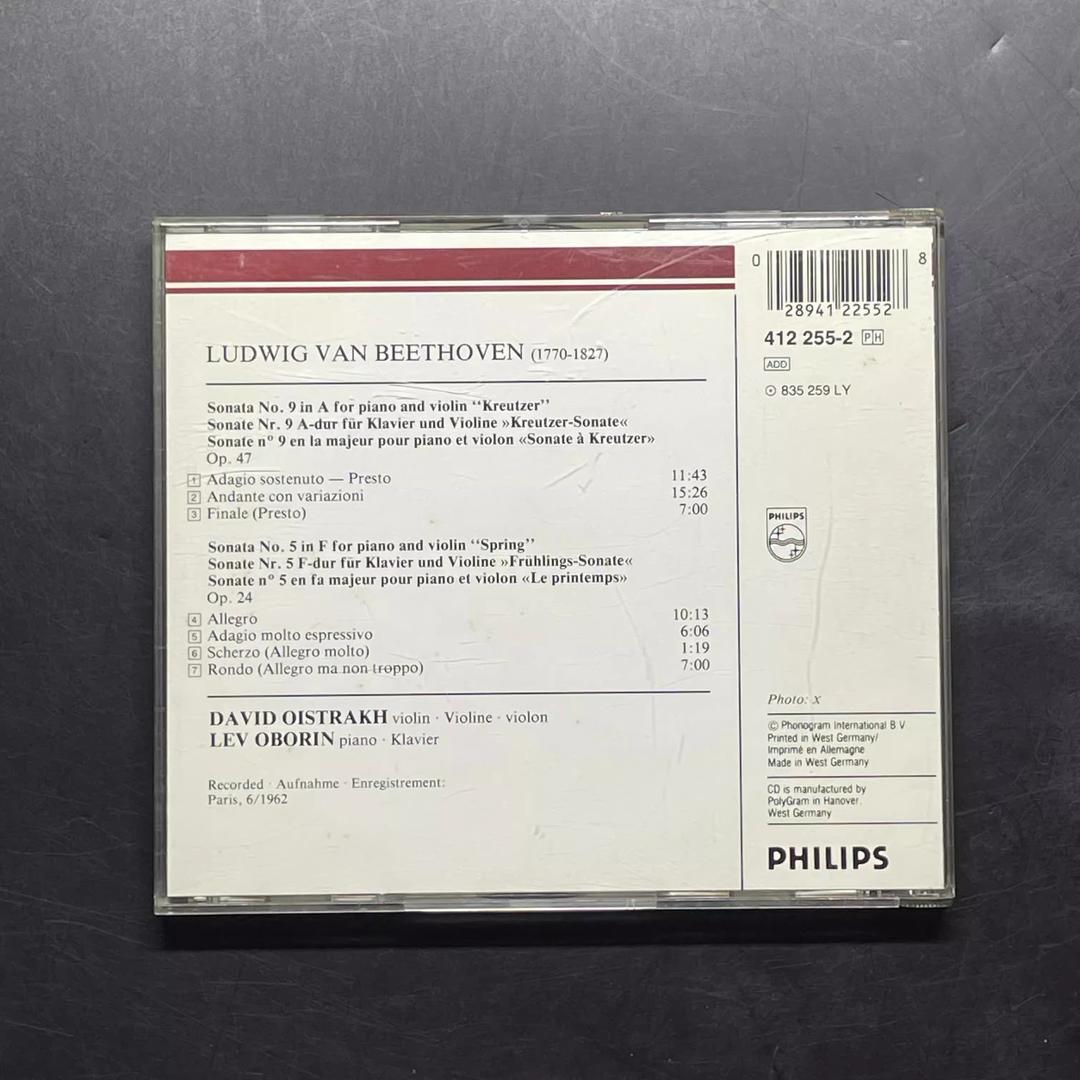 LUDWIG VAN BEETHOVEN (1770-1827)
Sonata No. 9 in A for piano and violin “Kreutzer”
Sonate Nr. 9 A-dur für Klavier und Violine »Kreutzer-Sonate«
Sonate nº 9 en la majeur pour piano et violon «Sonate à Kreutzer»
Op. 47
1 Adagio sostenuto — Presto 11:43
2 Andante con variazioni 15:26
3 Finale (Presto) 7:00
Sonata No. 5 in F for piano and violin “Spring”
Sonate Nr. 5 F-dur für Klavier und Violine »Frühlings-Sonate«
Sonate nº 5 en fa majeur pour piano et violon «Le printemps»
Op. 24
4 Allegro 10:13
5 Adagio molto espressivo 6:06
6 Scherzo (Allegro molto) 1:19
7 Rondo (Allegro ma non troppo) 7:00
DAVID OISTRAKH violin · Violine · violon
LEV OBORIN piano · Klavier
Recorded · Aufnahme · Enregistrement:
Paris, 6/1962
0 28941 22552 8
412 255-2 PH
ADD
835 259 LY
PHILIPS
Photo: x
© Phonogram International B.V.
Printed in West Germany/
Imprimé en Allemagne
Made in West Germany
CD is manufactured by
PolyGram in Hanover,
West Germany
PHILIPS